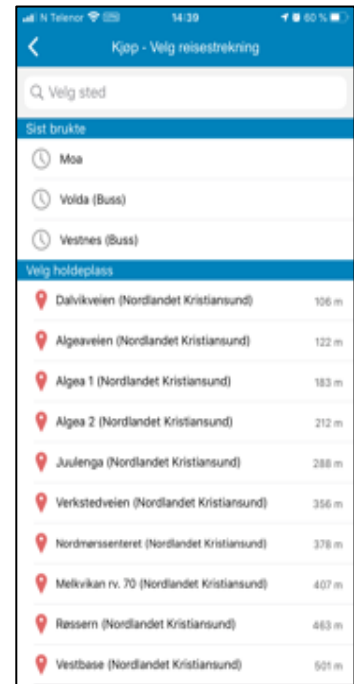 N Telenor
14:39
60 %
Kjøp - Velg reisestrekning
Velg sted
Sist brukte
Moa
Volda (Buss)
Vestnes (Buss)
Velg holdeplass
Dalvikveien (Nordlandet Kristiansund) 106 m
Algeaveien (Nordlandet Kristiansund) 122 m
Algea 1 (Nordlandet Kristiansund) 183 m
Algea 2 (Nordlandet Kristiansund) 212 m
Juulenga (Nordlandet Kristiansund) 288 m
Verkstedveien (Nordlandet Kristiansund) 356 m
Nordmørssenteret (Nordlandet Kristiansund) 378 m
Melkvikan rv. 70 (Nordlandet Kristiansund) 407 m
Røssern (Nordlandet Kristiansund) 463 m
Vestbase (Nordlandet Kristiansund) 501 m